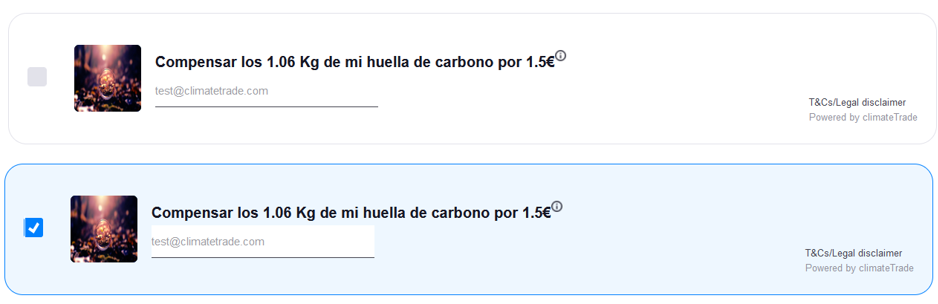 Compensar los 1.06 Kg de mi huella de carbono por 1.5€
test@climatetrade.com
T&Cs/Legal disclaimer
Powered by climateTrade
Compensar los 1.06 Kg de mi huella de carbono por 1.5€
test@climatetrade.com
T&Cs/Legal disclaimer
Powered by climateTrade